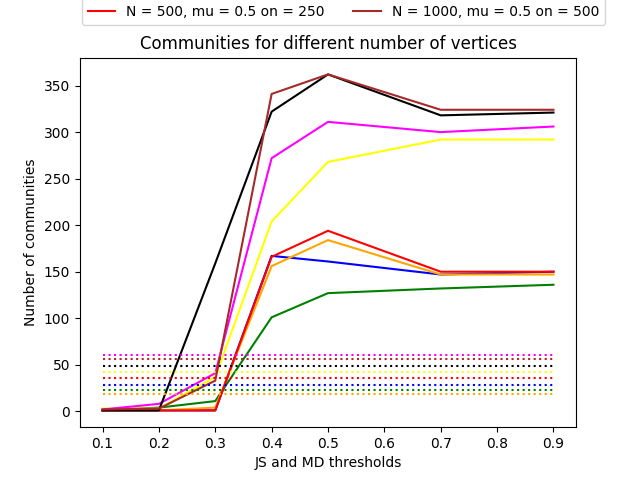 N = 500, mu = 0.5 on = 250 N = 1000, mu = 0.5 on = 500
Communities for different number of vertices
Number of communities
350
300
250
200
150
100
50
0
0.1 0.2 0.3 0.4 0.5 0.6 0.7 0.8 0.9
JS and MD thresholds